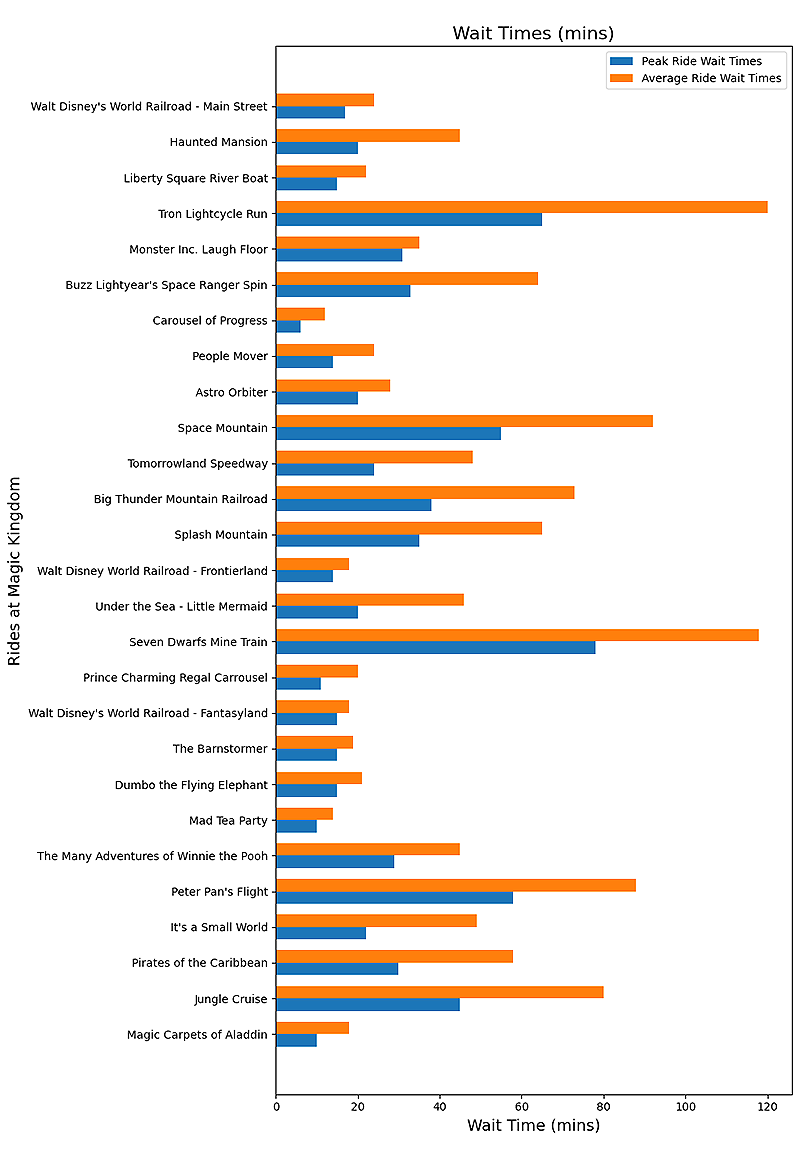 Wait Times (mins)
Peak Ride Wait Times
Average Ride Wait Times
Walt Disney's World Railroad - Main Street
Haunted Mansion
Liberty Square River Boat
Tron Lightcycle Run
Monster Inc. Laugh Floor
Buzz Lightyear's Space Ranger Spin
Carousel of Progress
People Mover
Astro Orbiter
Space Mountain
Tomorrowland Speedway
Big Thunder Mountain Railroad
Splash Mountain
Walt Disney World Railroad - Frontierland
Under the Sea - Little Mermaid
Seven Dwarfs Mine Train
Prince Charming Regal Carrousel
Walt Disney's World Railroad - Fantasyland
The Barnstormer
Dumbo the Flying Elephant
Mad Tea Party
The Many Adventures of Winnie the Pooh
Peter Pan's Flight
It's a Small World
Pirates of the Caribbean
Jungle Cruise
Magic Carpets of Aladdin
Rides at Magic Kingdom
0 20 40 60 80 100 120
Wait Time (mins)